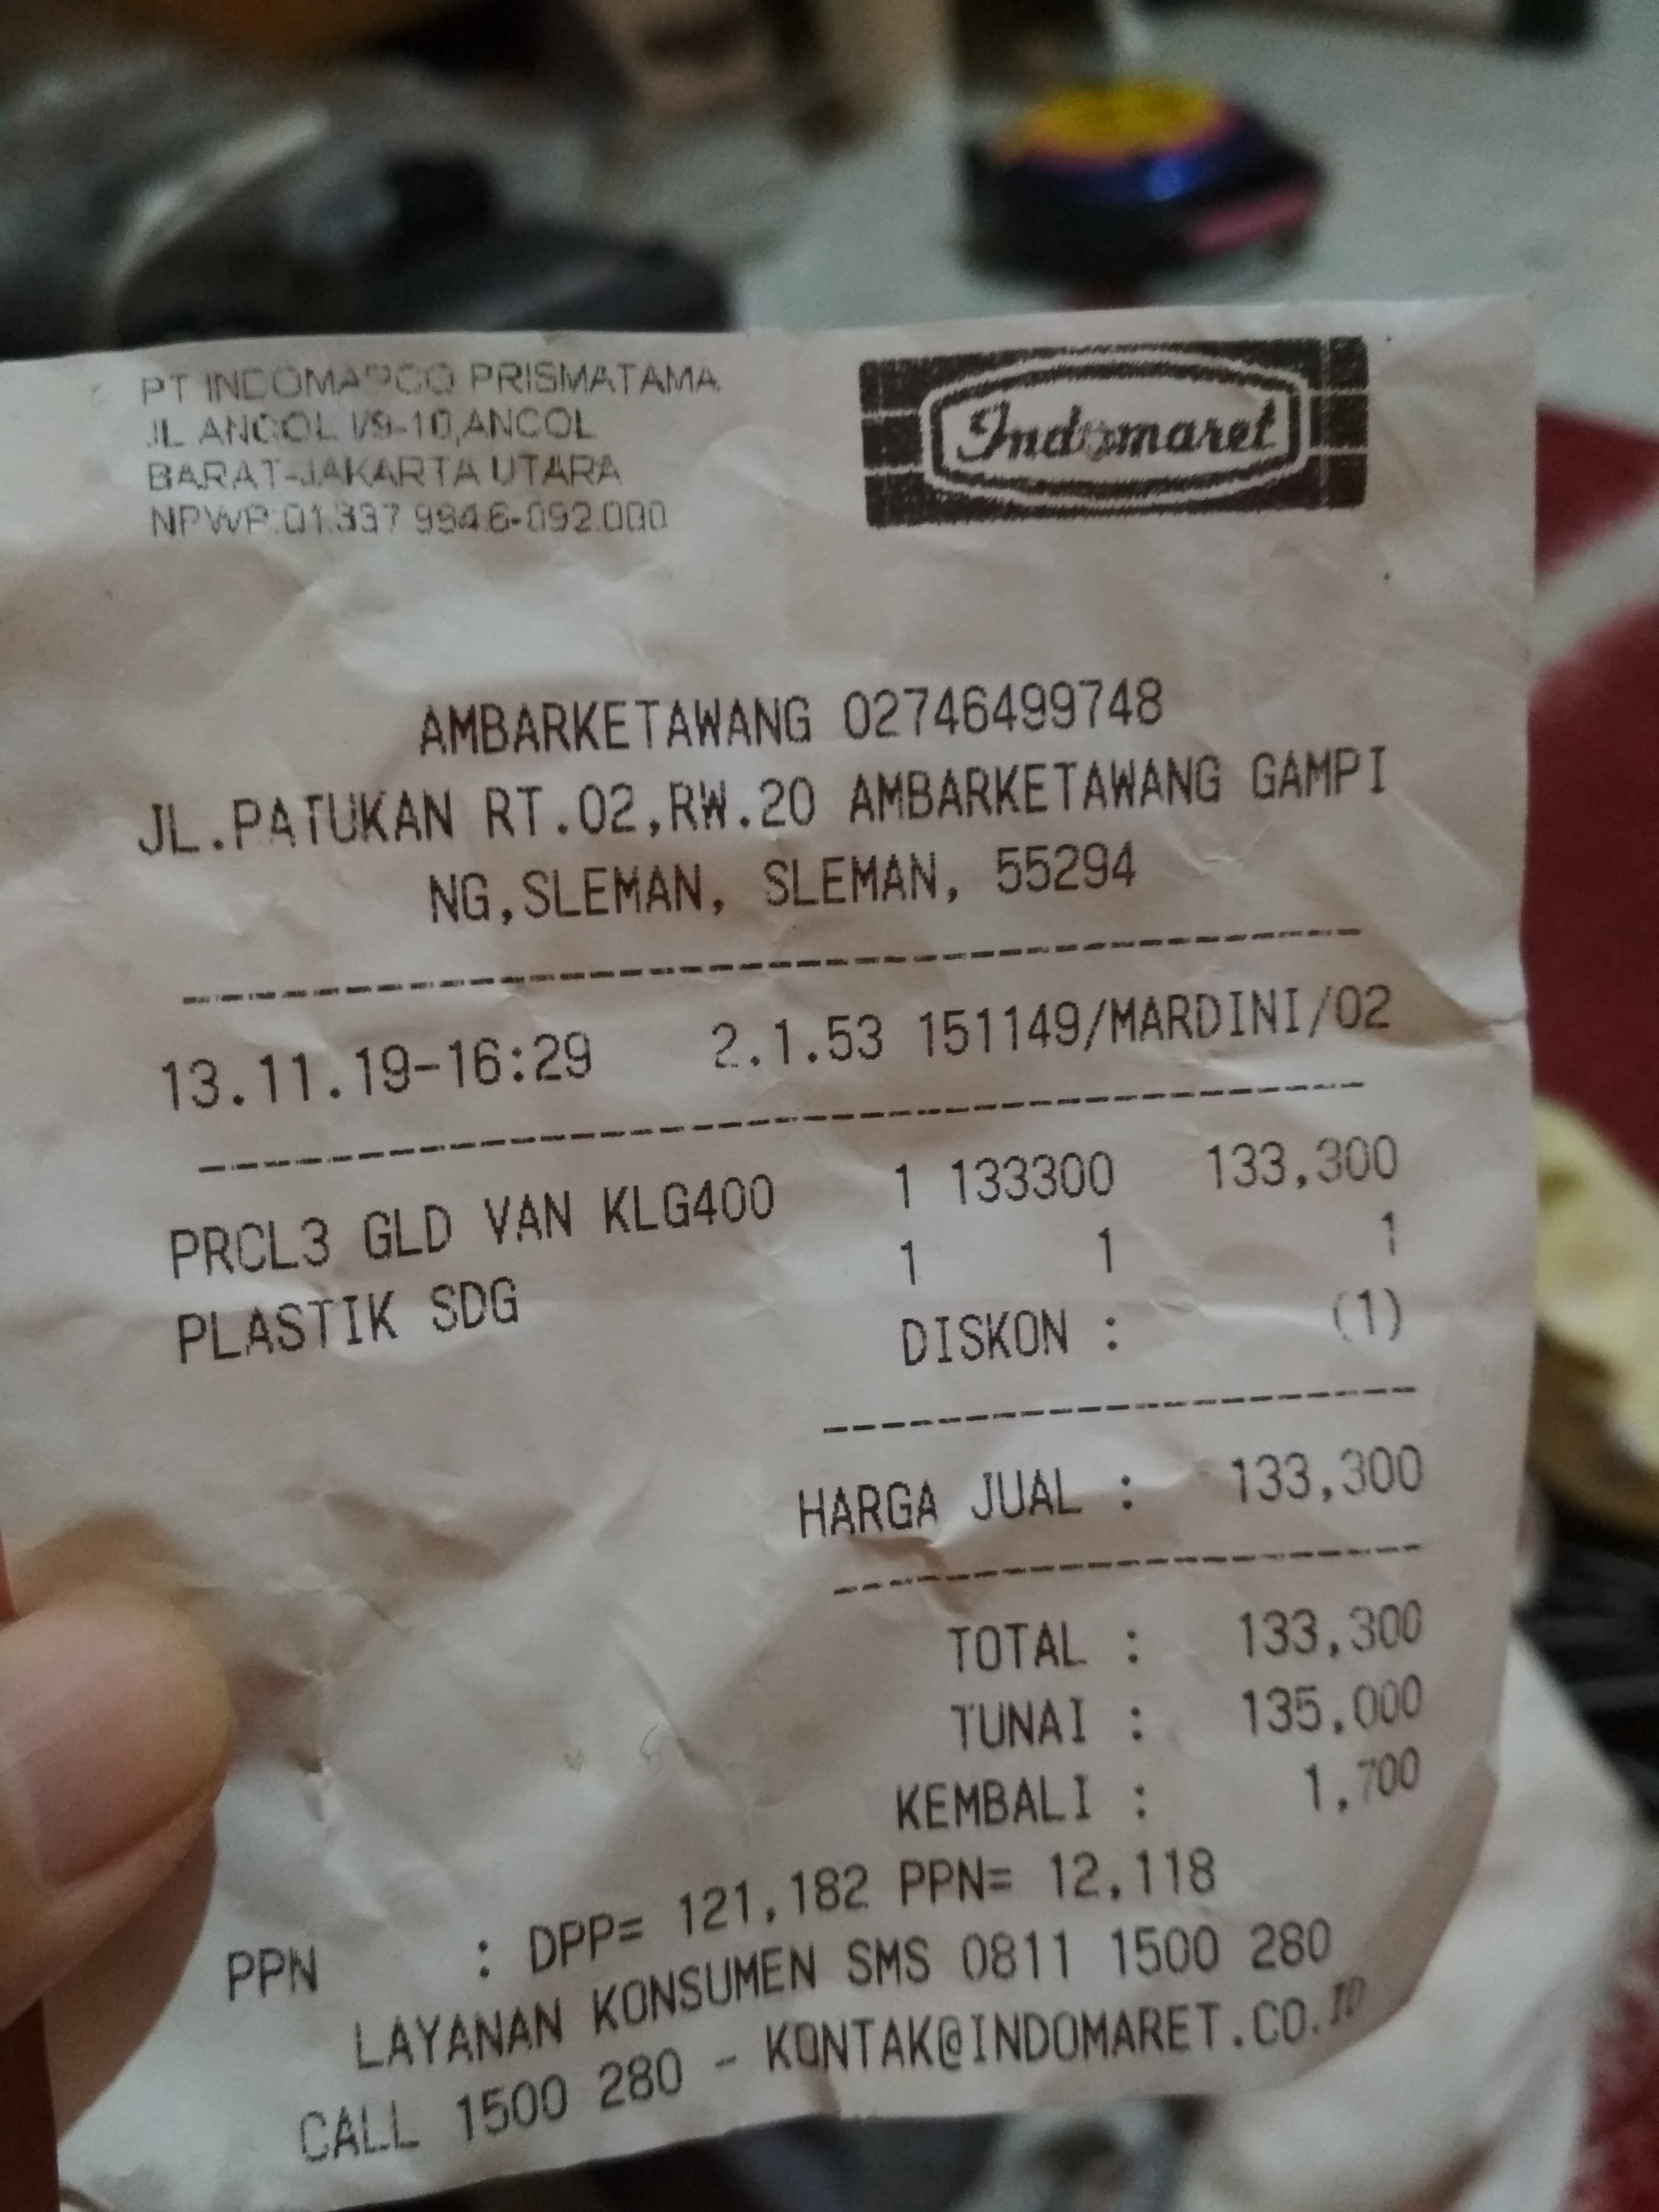 PT INDOMARCO PRISMATAMA
JL ANCOL I/9-10,ANCOL
BARAT-JAKARTA UTARA
NPWP:01.337.994.6-092.000
Indomaret
AMBARKETAWANG 02746499748
JL.PATUKAN RT.02,RW.20 AMBARKETAWANG GAMPI
NG,SLEMAN, SLEMAN, 55294
13.11.19-16:29 2.1.53 151149/MARDINI/02
PRCL3 GLD VAN KLG400 1 133300 133,300
PLASTIK SDG 1 1 1
DISKON : (1)
HARGA JUAL : 133,300
TOTAL : 133,300
TUNAI : 135,000
KEMBALI : 1,700
PPN : DPP= 121,182 PPN= 12,118
LAYANAN KONSUMEN SMS 0811 1500 280
CALL 1500 280 - KONTAK@INDOMARET.CO.ID